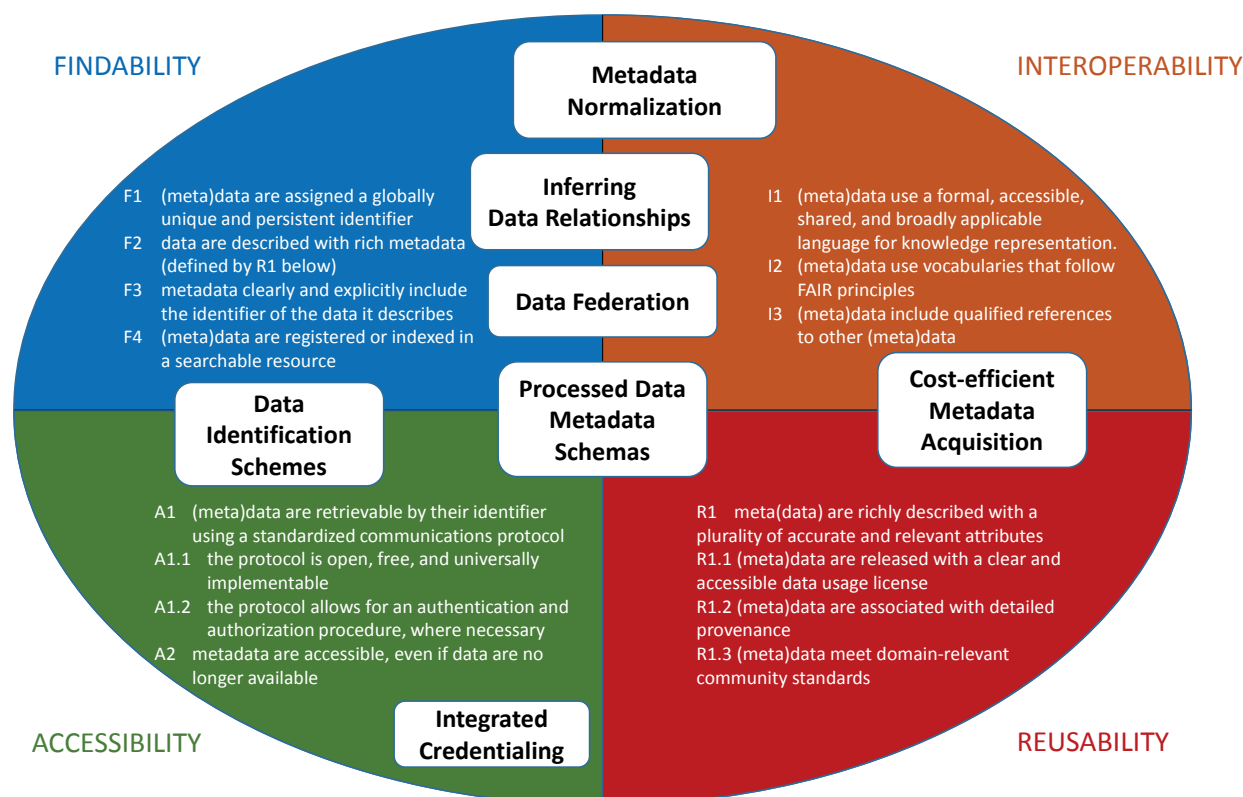 FINDABILITY
INTEROPERABILITY
Metadada
Normalization
Inferring
Data Relationships
Data Federation
F1 (meta)data are assigned a globally
unique and persistent identifier
F2 data are described with rich metadata
(defined by R1 below)
F3 metadata clearly and explicitly include
the identifier of the data it describes
F4 (meta)data are registered or indexed in
a searchable resource
I1 (meta)data use a formal, accessible,
shared, and broadly applicable
language for knowledge representation.
I2 (meta)data use vocabularies that follow
FAIR principles
I3 (meta)data include qualified references
to other (meta)data
Data
Identification
Schemes
Processed Data
Metadata
Schemas
Cost-efficient
Metadata
Acquisition
A1 (meta)data are retrievable by their identifier
using a standardized communications protocol
A1.1 the protocol is open, free, and universally
implementable
A1.2 the protocol allows for an authentication and
authorization procedure, where necessary
A2 metadata are accessible, even if data are no
longer available
R1 meta(data) are richly described with a
plurality of accurate and relevant attributes
R1.1 (meta)data are released with a clear and
accessible data usage license
R1.2 (meta)data are associated with detailed
provenance
R1.3 (meta)data meet domain-relevant
community standards
Integrated
Credentialing
ACCESSIBILITY
REUSABILITY